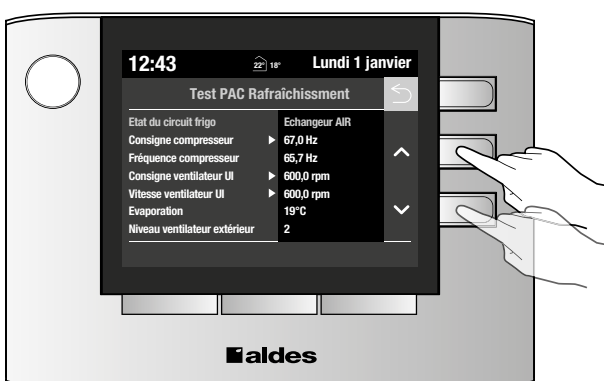 12:43 22° 18° Lundi 1 janvier
Test PAC Rafraîchissment
Etat du circuit frigo Echangeur AIR
Consigne compresseur ▶ 67,0 Hz
Fréquence compresseur 65,7 Hz
Consigne ventilateur UI ▶ 600,0 rpm
Vitesse ventilateur UI ▶ 600,0 rpm
Evaporation 19°C
Niveau ventilateur extérieur 2
aldes